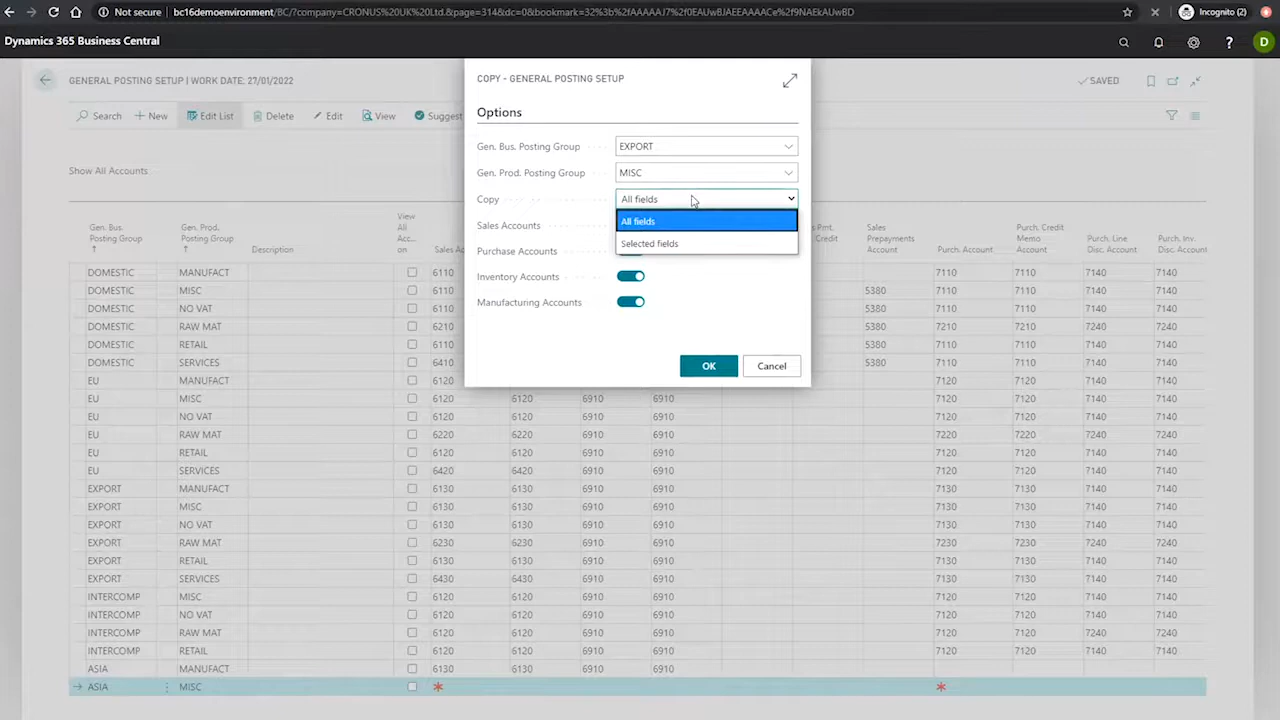 Not secure bc16demoenvironment/BC/?company=CRONUS%20UK%20Ltd.&page=314&dc=0&bookmark=32%3b%2fAAAAAJ7%2f0EAUwBJAEEAAAACe%2f9NAEkAUwBD Incognito (2)
Dynamics 365 Business Central ? D
GENERAL POSTING SETUP | WORK DATE: 27/01/2022 SAVED
Search + New Edit List Delete Edit View Suggest
Show All Accounts
COPY - GENERAL POSTING SETUP
Options
Gen. Bus. Posting Group EXPORT
Gen. Prod. Posting Group MISC
Copy All fields
All fields
Selected fields
Sales Accounts
Purchase Accounts
Inventory Accounts
Manufacturing Accounts
OK Cancel
Gen. Bus. Posting Group ↑ Gen. Prod. Posting Group ↑ Description View All Acc... on Sales Ac Pmt. Credit Sales Prepayments Account Purch. Account Purch. Credit Memo Account Purch. Line Disc. Account Purch. Inv. Disc. Account
DOMESTIC MANUFACT 6110 7110 7110 7140 7140
DOMESTIC MISC 6110 5380 7110 7110 7140 7140
DOMESTIC NO VAT 6110 5380 7110 7110 7140 7140
DOMESTIC RAW MAT 6210 5380 7210 7210 7240 7240
DOMESTIC RETAIL 6110 5380 7110 7110 7140 7140
DOMESTIC SERVICES 6410 5380 7110 7110 7140 7140
EU MANUFACT 6120 7120 7120 7140 7140
EU MISC 6120 6120 6910 6910 7120 7120 7140 7140
EU NO VAT 6120 6120 6910 6910 7120 7120 7140 7140
EU RAW MAT 6220 6220 6910 6910 7220 7220 7240 7240
EU RETAIL 6120 6120 6910 6910 7120 7120 7140 7140
EU SERVICES 6420 6420 6910 6910 7120 7120 7140 7140
EXPORT MANUFACT 6130 6130 6910 6910 7130 7130 7140 7140
EXPORT MISC 6130 6130 6910 6910 7130 7130 7140 7140
EXPORT NO VAT 6130 6130 6910 6910 7130 7130 7140 7140
EXPORT RAW MAT 6230 6230 6910 6910 7230 7230 7240 7240
EXPORT RETAIL 6130 6130 6910 6910 7130 7130 7140 7140
EXPORT SERVICES 6430 6430 6910 6910 7130 7130 7140 7140
INTERCOMP MISC 6120 6120 6910 6910 7120 7120 7140 7140
INTERCOMP NO VAT 6120 6120 6910 6910 7120 7120 7140 7140
INTERCOMP RAW MAT 6120 6120 6910 6910 7120 7120 7140 7140
INTERCOMP RETAIL 6120 6120 6910 6910 7120 7120 7140 7140
ASIA MANUFACT 6130 6130 6910 6910 7130 7130 7140 7140
→ ASIA MISC * *